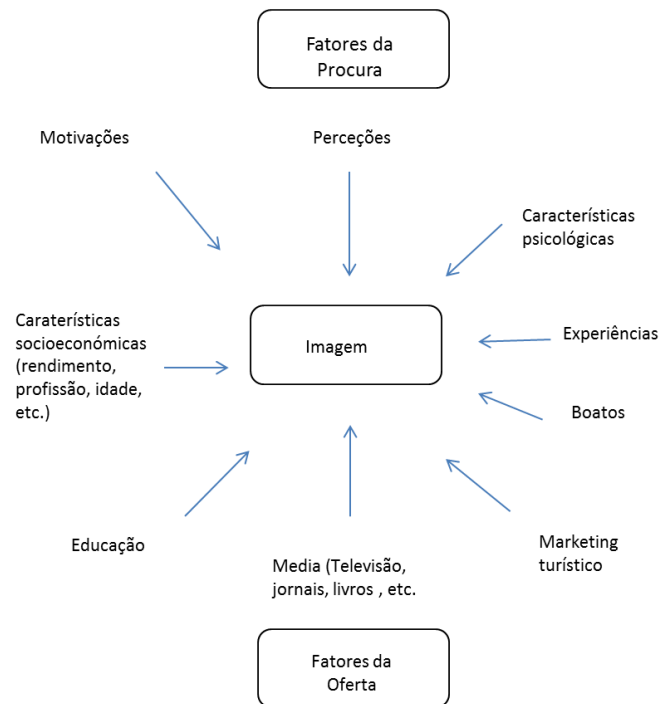 Fatores da
Procura
Motivações
Perceções
Característicias
psicológicas
Caraterísticas
socioeconómicas
(rendimento,
profissão, idade,
etc.)
Imagem
Experiências
Boatos
Educação
Media (Televisão,
jornais, livros , etc.
Marketing
turístico
Fatores da
Oferta